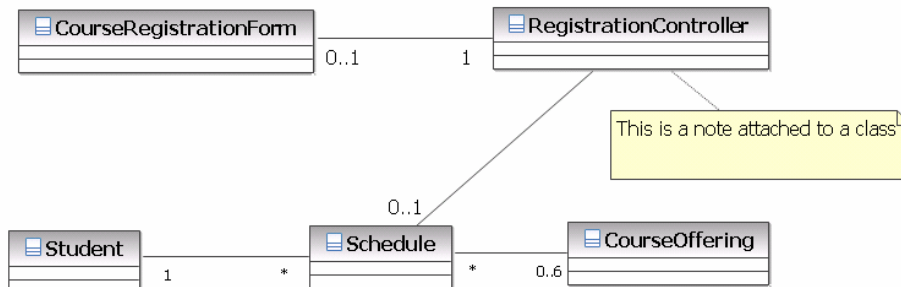 CourseRegistrationForm
RegistrationController
0..1
1
This is a note attached to a class
0..1
Student
Schedule
CourseOffering
1
*
*
0..6